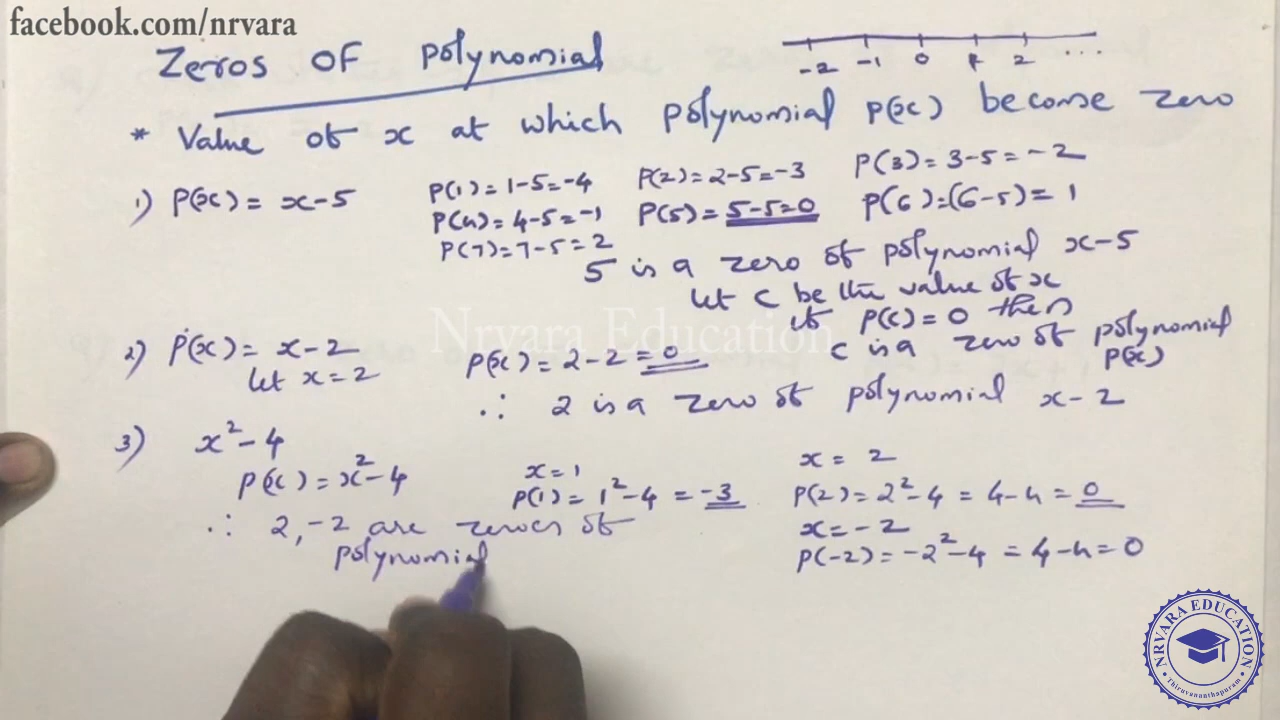 facebook.com/nrvara
Zeros OF polynomial
-2 -1 0 1 2 ...
* Value of x at which polynomial P(x) become zero
1) P(x) = x-5
P(1) = 1-5 = -4 P(2) = 2-5 = -3 P(3) = 3-5 = -2
P(4) = 4-5 = -1 P(5) = 5-5 = 0 P(6) = (6-5) = 1
P(7) = 7-5 = 2
5 is a zero of polynomial x-5
let c be the value of x
if P(c) = 0 then
c is a zero of polynomial
P(x)
Nrvara Education
2) P(x) = x-2
let x = 2
P(x) = 2-2 = 0
∴ 2 is a zero of polynomial x-2
3) x²-4
P(x) = x²-4
x = 1
P(1) = 1²-4 = -3
x = 2
P(2) = 2²-4 = 4-4 = 0
x = -2
P(-2) = -2²-4 = 4-4 = 0
∴ 2, -2 are zeroes of
polynomial
NRVARA EDUCATION
Thiruvananthapuram